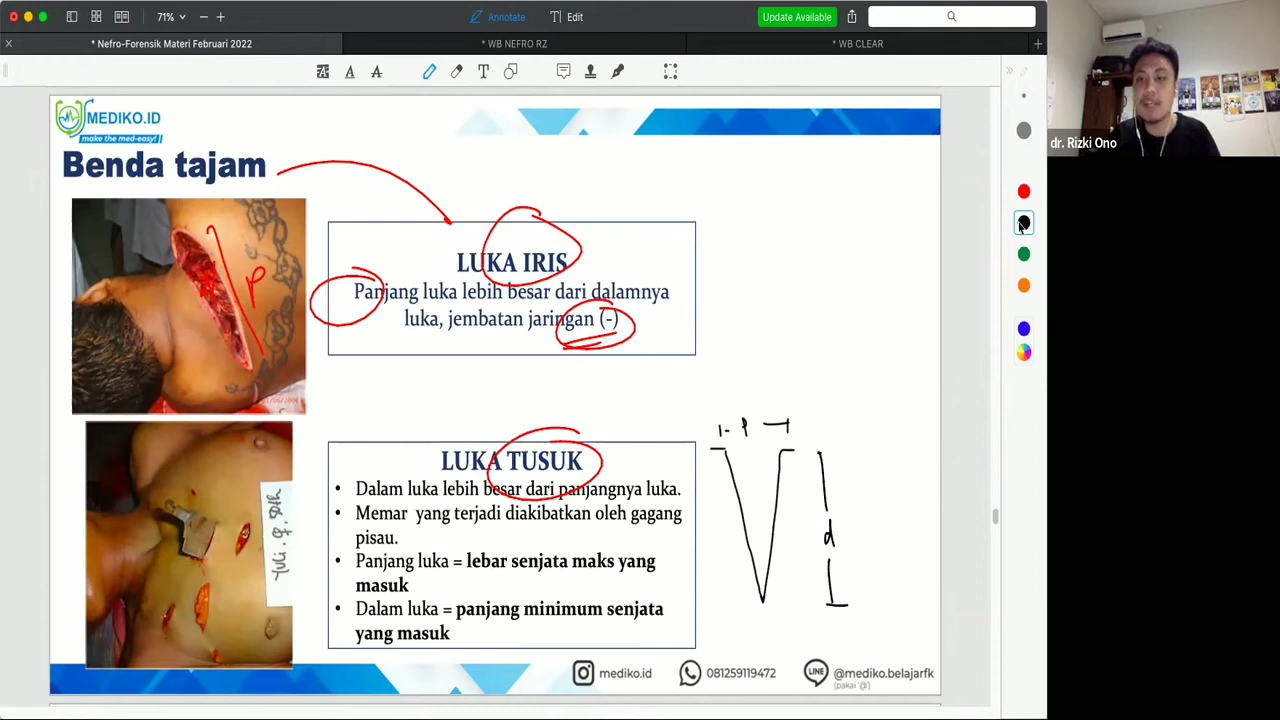 71%
Annotate
Edit
Update Available
* Nefro-Forensik Materi Februari 2022
* WB NEFRO RZ
* WB CLEAR
MEDIKO.ID
make the med-easy!
Benda tajam
P
LUKA IRIS
Panjang luka lebih besar dari dalamnya
luka, jembatan jaringan (-)
LUKA TUSUK
• Dalam luka lebih besar dari panjangnya luka.
• Memar yang terjadi diakibatkan oleh gagang
pisau.
• Panjang luka = lebar senjata maks yang
masuk
• Dalam luka = panjang minimum senjata
yang masuk
P
d
mediko.id
081259119472
LINE
@mediko.belajarfk
(pakai '@')
dr. Rizki Ono